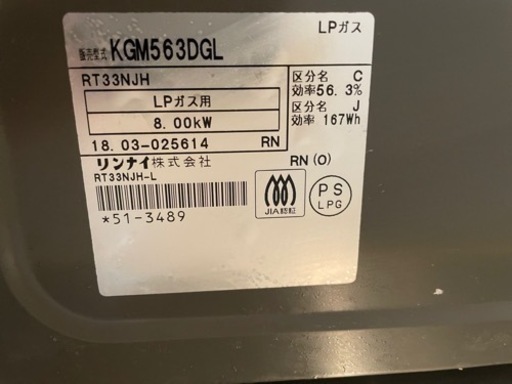 LPガス
販売型式 KGM563DGL
RT33NJH
LPガス用
8.00kW
18.03-025614 RN
区分名 C
効率56.3%
区分名 J
効率 167Wh
リンナイ株式会社
RN(O)
RT33NJH-L
*51-3489
JIA認証
PS
LPG